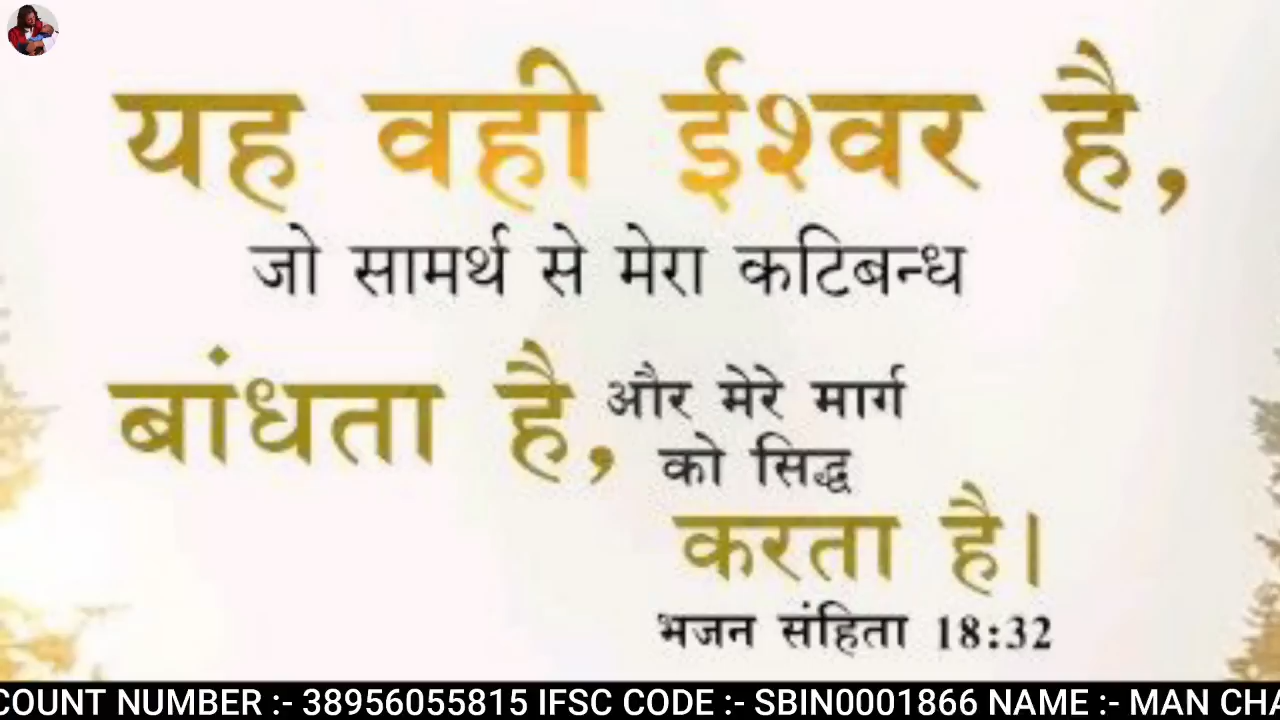 यह वही ईश्वर है,
जो सामर्थ से मेरा कटिबन्ध
बांधता है, और मेरे मार्ग
को सिद्ध
करता है।
भजन संहिता 18:32
COUNT NUMBER :- 38956055815 IFSC CODE :- SBIN0001866 NAME :- MAN CHA